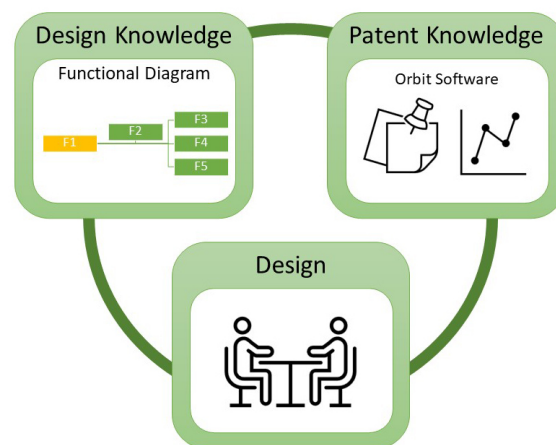 Design Knowledge
Functional Diagram
F1
F2
F3
F4
F5
Patent Knowledge
Orbit Software
Design